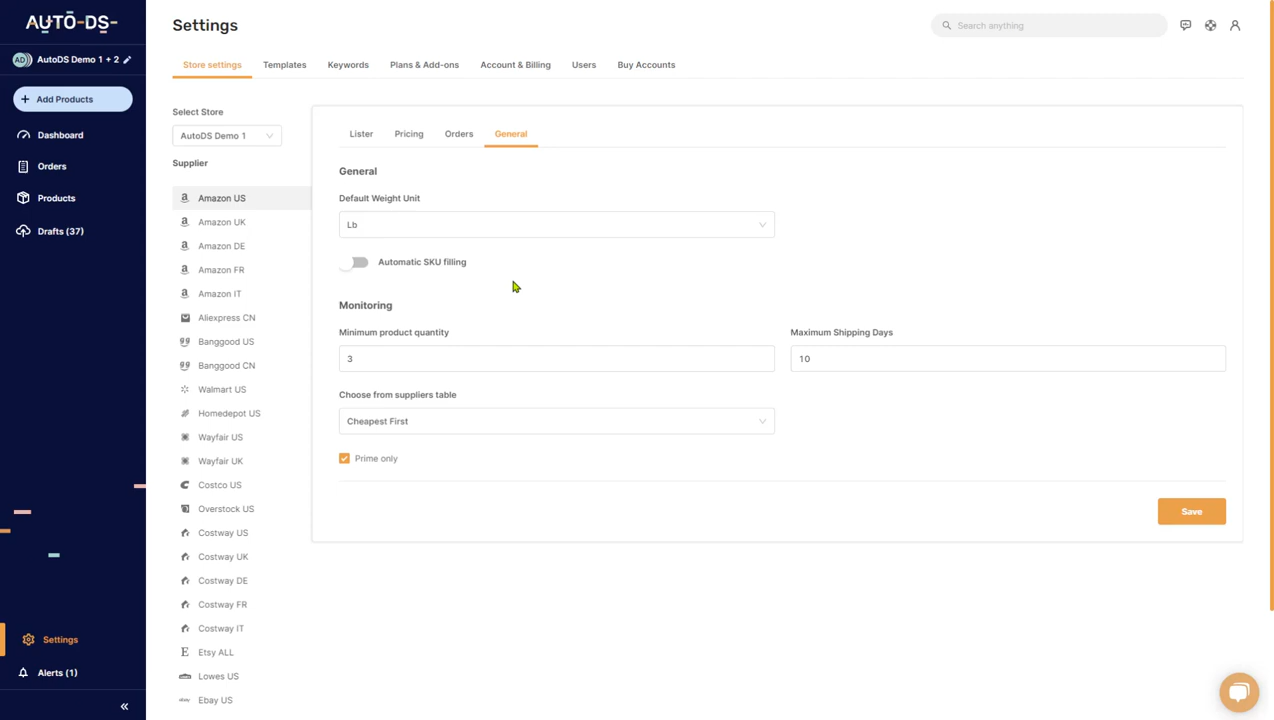 AUTO-DS-
AD
AutoDS Demo 1 + 2
+ Add Products
Dashboard
Orders
Products
Drafts (37)
Settings
Alerts (1)
«
Settings
Search anything
Store settings
Templates
Keywords
Plans & Add-ons
Account & Billing
Users
Buy Accounts
Select Store
AutoDS Demo 1
Supplier
Amazon US
Amazon UK
Amazon DE
Amazon FR
Amazon IT
Aliexpress CN
Banggood US
Banggood CN
Walmart US
Homedepot US
Wayfair US
Wayfair UK
Costco US
Overstock US
Costway US
Costway UK
Costway DE
Costway FR
Costway IT
Etsy ALL
Lowes US
ebay Ebay US
Lister
Pricing
Orders
General
General
Default Weight Unit
Lb
Automatic SKU filling
Monitoring
Minimum product quantity
3
Maximum Shipping Days
10
Choose from suppliers table
Cheapest First
Prime only
Save